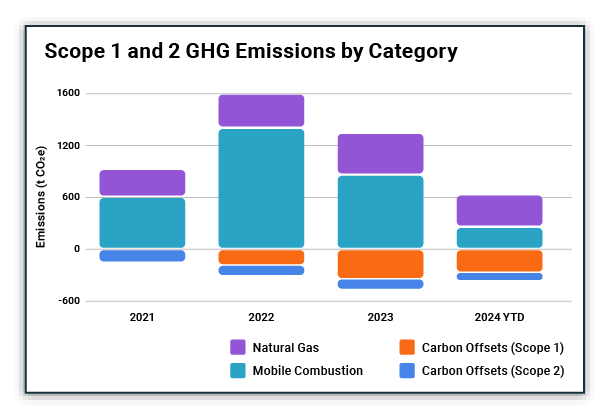 Scope 1 and 2 GHG Emissions by Category
Emissions (t CO₂e)
1600
1200
600
0
-600
2021
2022
2023
2024 YTD
Natural Gas
Carbon Offsets (Scope 1)
Mobile Combustion
Carbon Offsets (Scope 2)